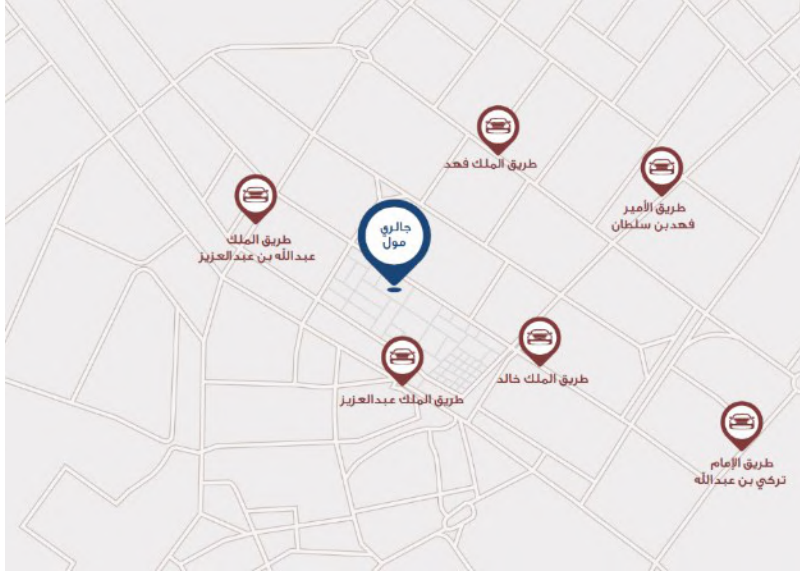 طريق الملك فهد
طريق الأمير
فهد بن سلطان
جالري
مول
طريق الملك
عبدالله بن عبدالعزيز
طريق الملك خالد
طريق الملك عبدالعزيز
طريق الإمام
تركي بن عبدالله